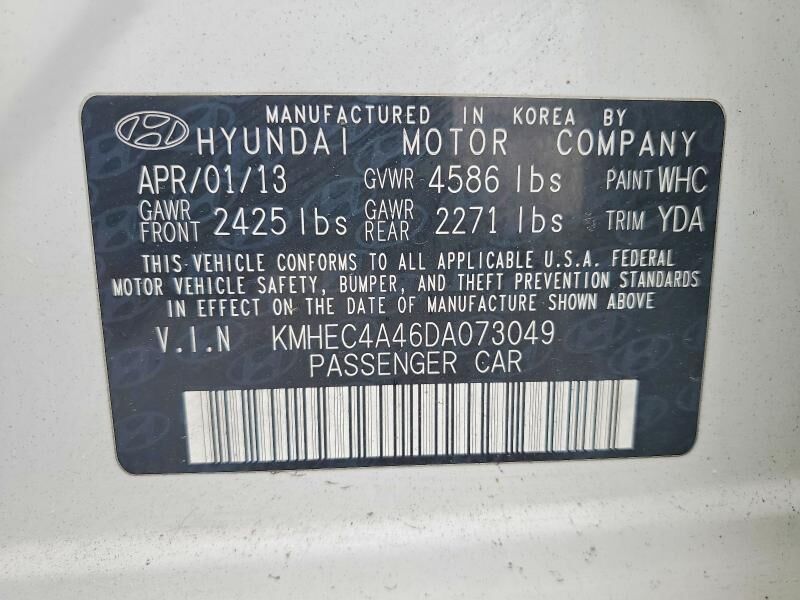 MANUFACTURED IN KOREA BY
HYUNDAI MOTOR COMPANY
APR/01/13 GVWR 4586 lbs PAINT WHC
GAWR FRONT 2425 lbs GAWR REAR 2271 lbs TRIM YDA
THIS VEHICLE CONFORMS TO ALL APPLICABLE U.S.A. FEDERAL
MOTOR VEHICLE SAFETY, BUMPER, AND THEFT PREVENTION STANDARDS
IN EFFECT ON THE DATE OF MANUFACTURE SHOWN ABOVE
V.I.N KMHEC4A46DA073049
PASSENGER CAR